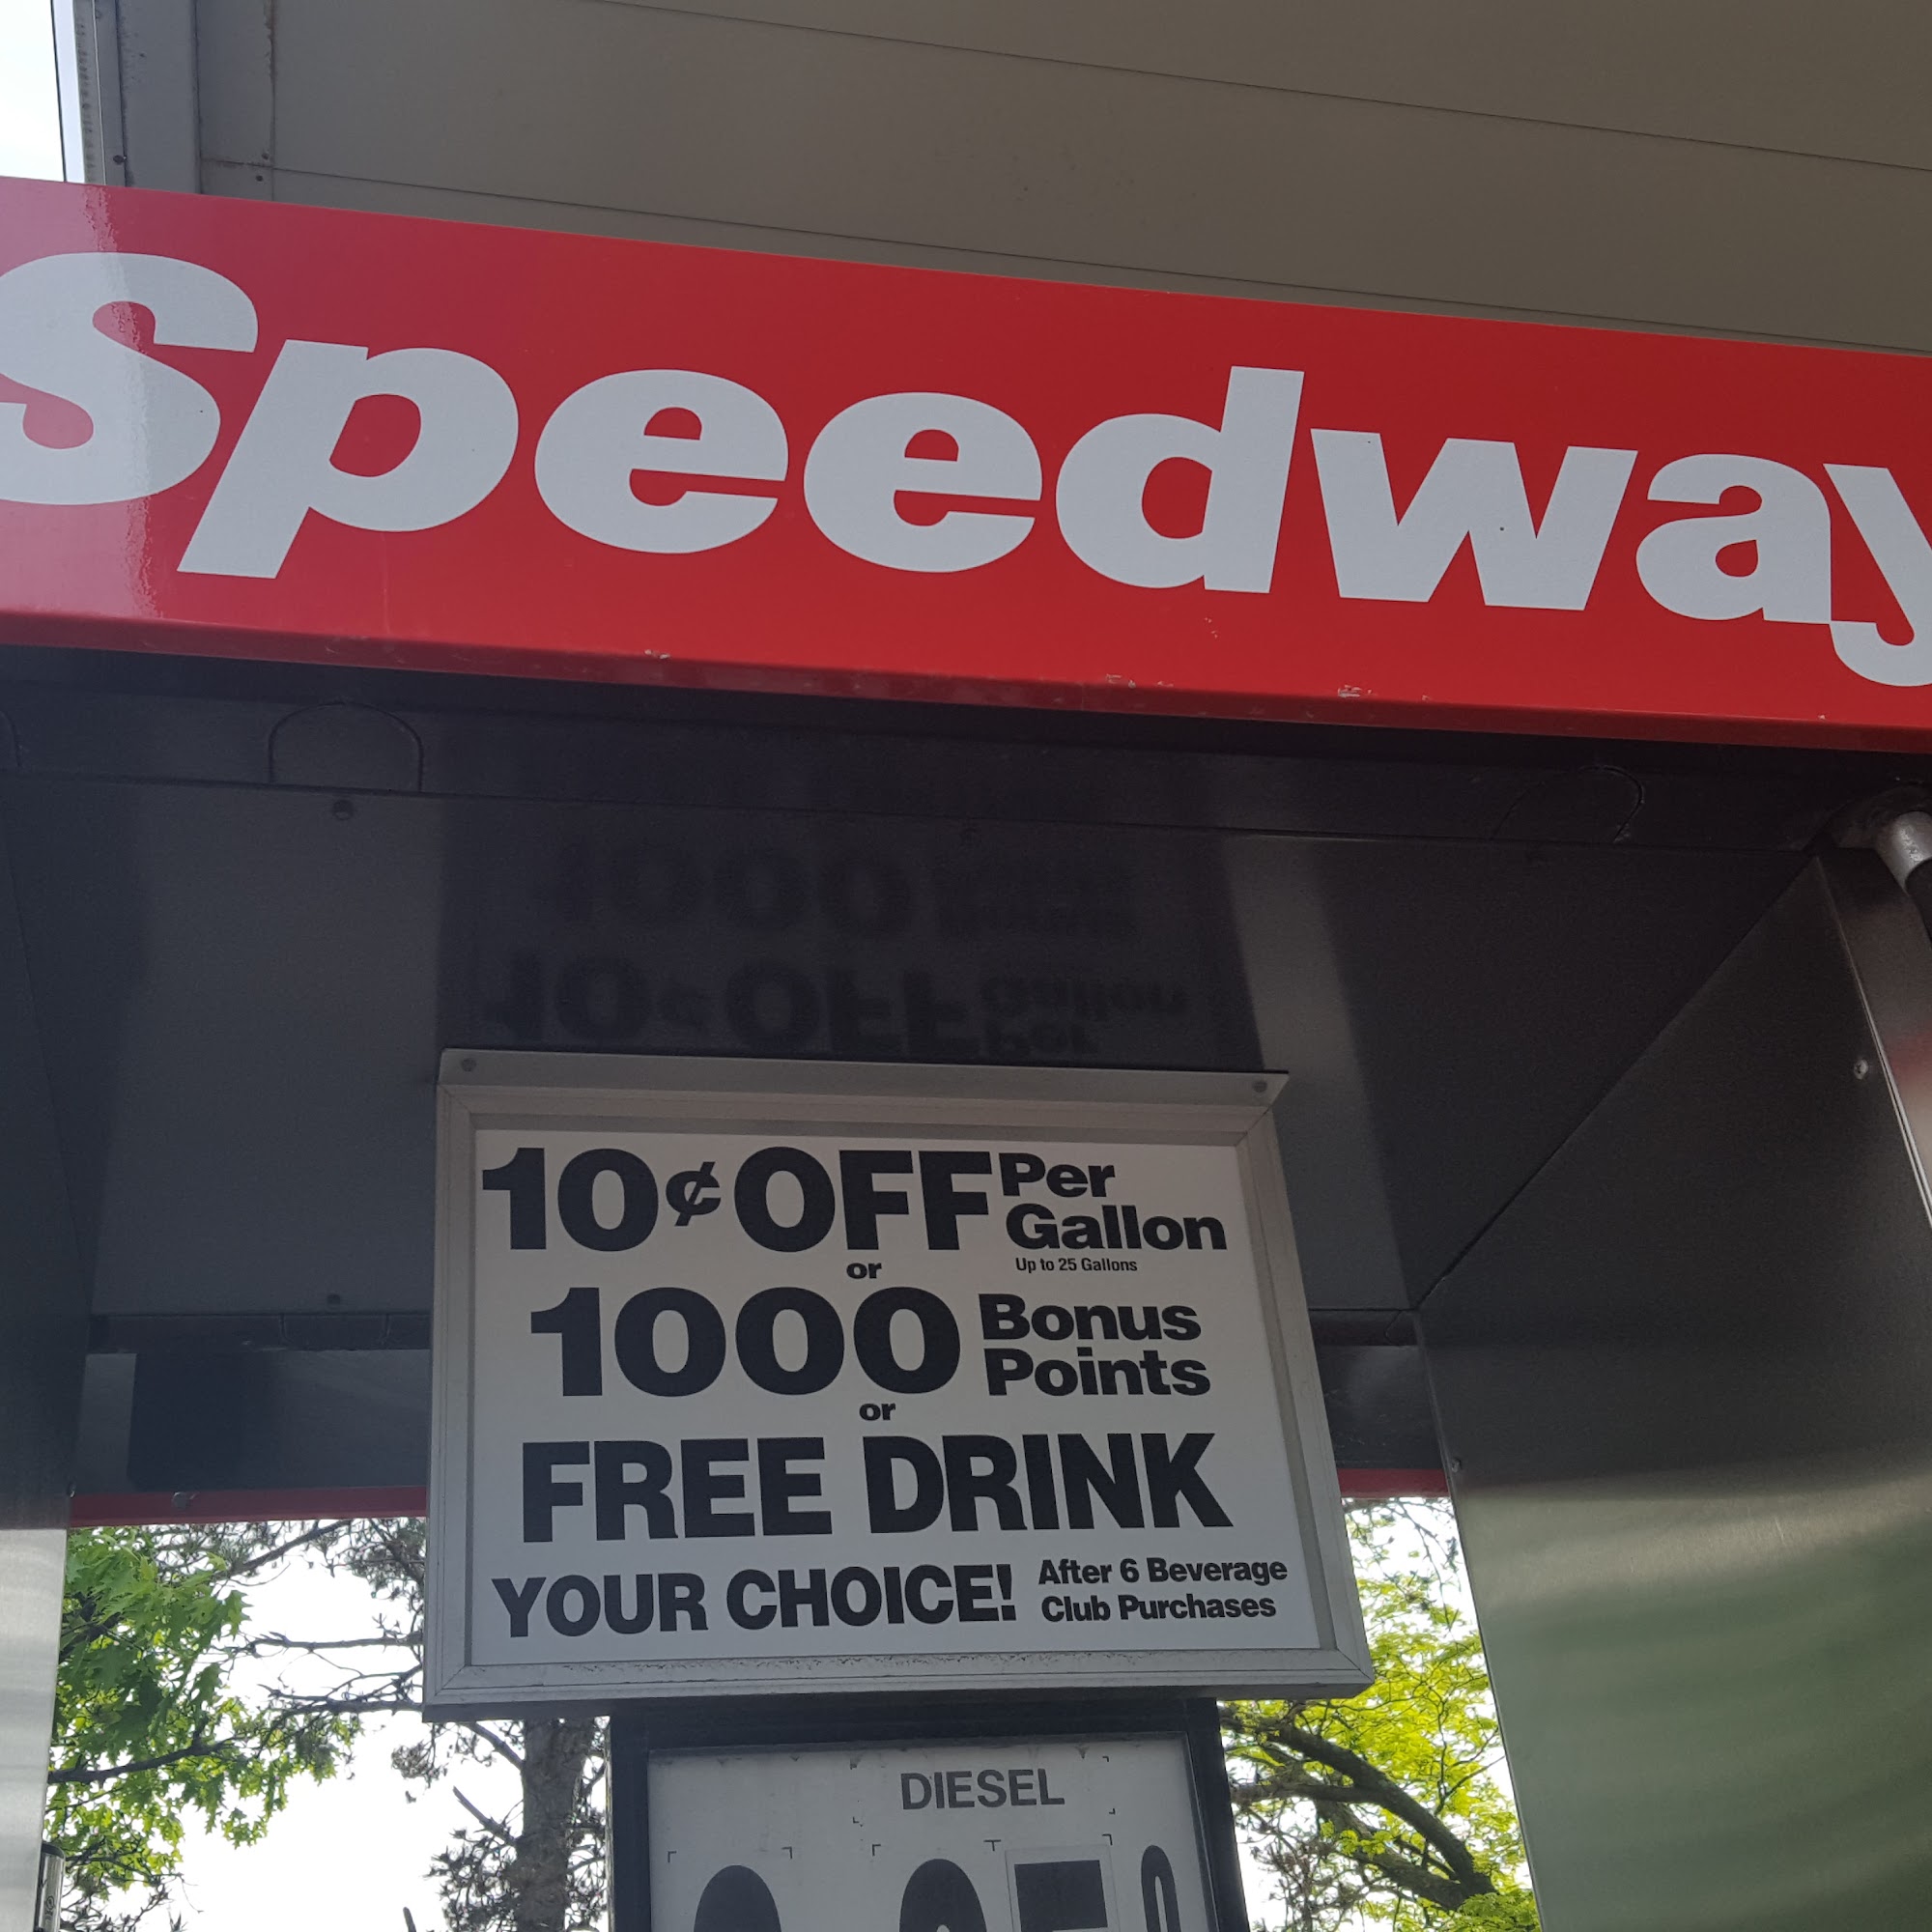 Speedway
10¢ OFF Per Gallon
Up to 25 Gallons
or
1000 Bonus Points
or
FREE DRINK
YOUR CHOICE! After 6 Beverage Club Purchases
DIESEL